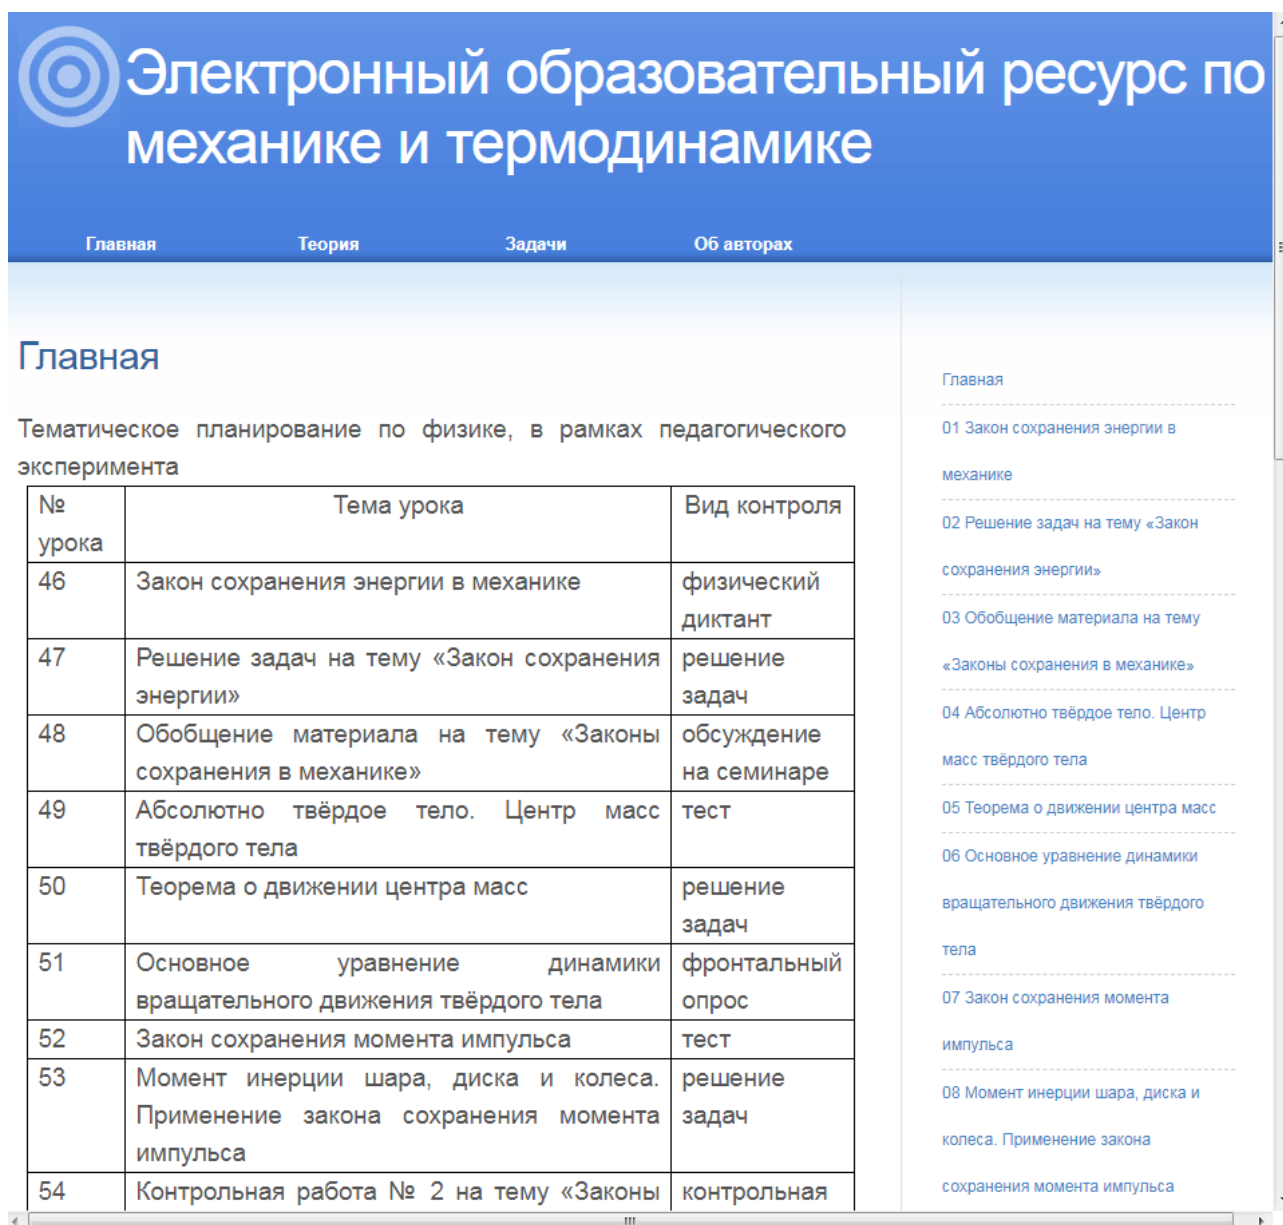 Электронный образовательный ресурс по
механике и термодинамике
Главная Теория Задачи Об авторах
Главная
Тематическое планирование по физике, в рамках педагогического
эксперимента
№ урока Тема урока Вид контроля
46 Закон сохранения энергии в механике физический
диктант
47 Решение задач на тему «Закон сохранения решение
энергии» задач
48 Обобщение материала на тему «Законы обсуждение
сохранения в механике» на семинаре
49 Абсолютно твёрдое тело. Центр масс тест
твёрдого тела
50 Теорема о движении центра масс решение
задач
51 Основное уравнение динамики фронтальный
вращательного движения твёрдого тела опрос
52 Закон сохранения момента импульса тест
53 Момент инерции шара, диска и колеса. решение
Применение закона сохранения момента задач
импульса
54 Контрольная работа № 2 на тему «Законы контрольная
Главная
01 Закон сохранения энергии в
механике
02 Решение задач на тему «Закон
сохранения энергии»
03 Обобщение материала на тему
«Законы сохранения в механике»
04 Абсолютно твёрдое тело. Центр
масс твёрдого тела
05 Теорема о движении центра масс
06 Основное уравнение динамики
вращательного движения твёрдого
тела
07 Закон сохранения момента
импульса
08 Момент инерции шара, диска и
колеса. Применение закона
сохранения момента импульса